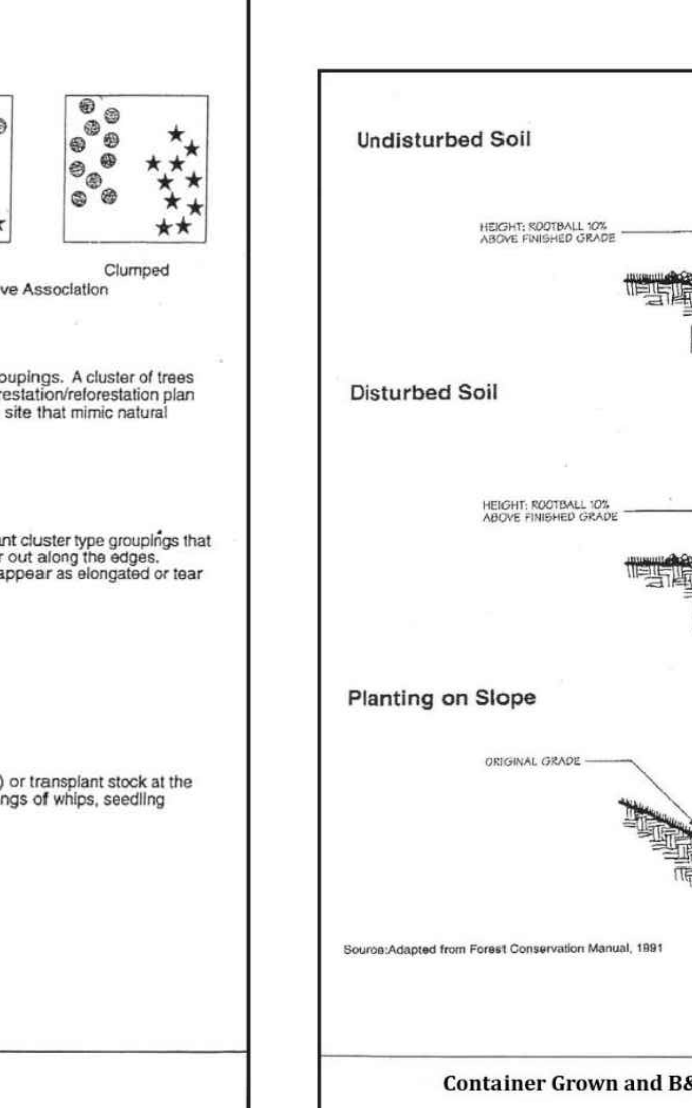 Clumped
ve Association
oupings. A cluster of trees
restation/reforestation plan
site that mimic natural
ant cluster type groupings that
r out along the edges.
appear as elongated or tear
) or transplant stock at the
ngs of whips, seedling
Undisturbed Soil
HEIGHT: ROOTBALL 10%
ABOVE FINISHED GRADE
Disturbed Soil
HEIGHT: ROOTBALL 10%
ABOVE FINISHED GRADE
Planting on Slope
ORIGINAL GRADE
Source:Adapted from Forest Conservation Manual, 1991
Container Grown and B&